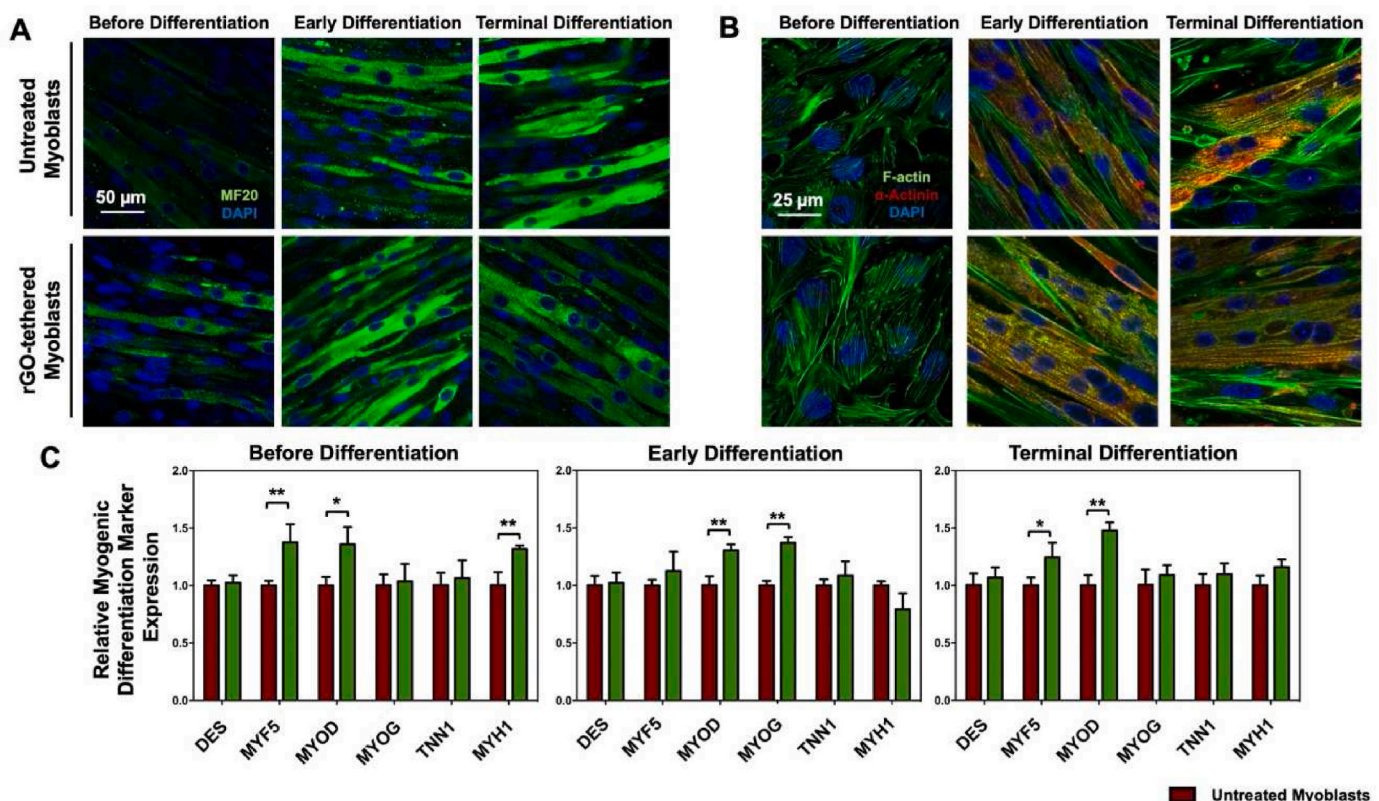 A
Before Differentiation Early Differentiation Terminal Differentiation
Untreated
Myoblasts
50 µm
MF20
DAPI
rGO-tethered
Myoblasts
B
Before Differentiation Early Differentiation Terminal Differentiation
25 µm
F-actin
α-Actinin
DAPI
C
Relative Myogenic
Differentiation Marker
Expression
Before Differentiation
2.0
1.5
1.0
0.5
0.0
** * **
DES MYF5 MYOD MYOG TNN1 MYH1
Early Differentiation
2.0
1.5
1.0
0.5
0.0
** **
DES MYF5 MYOD MYOG TNN1 MYH1
Terminal Differentiation
2.0
1.5
1.0
0.5
0.0
* **
DES MYF5 MYOD MYOG TNN1 MYH1
Untreated Myoblasts